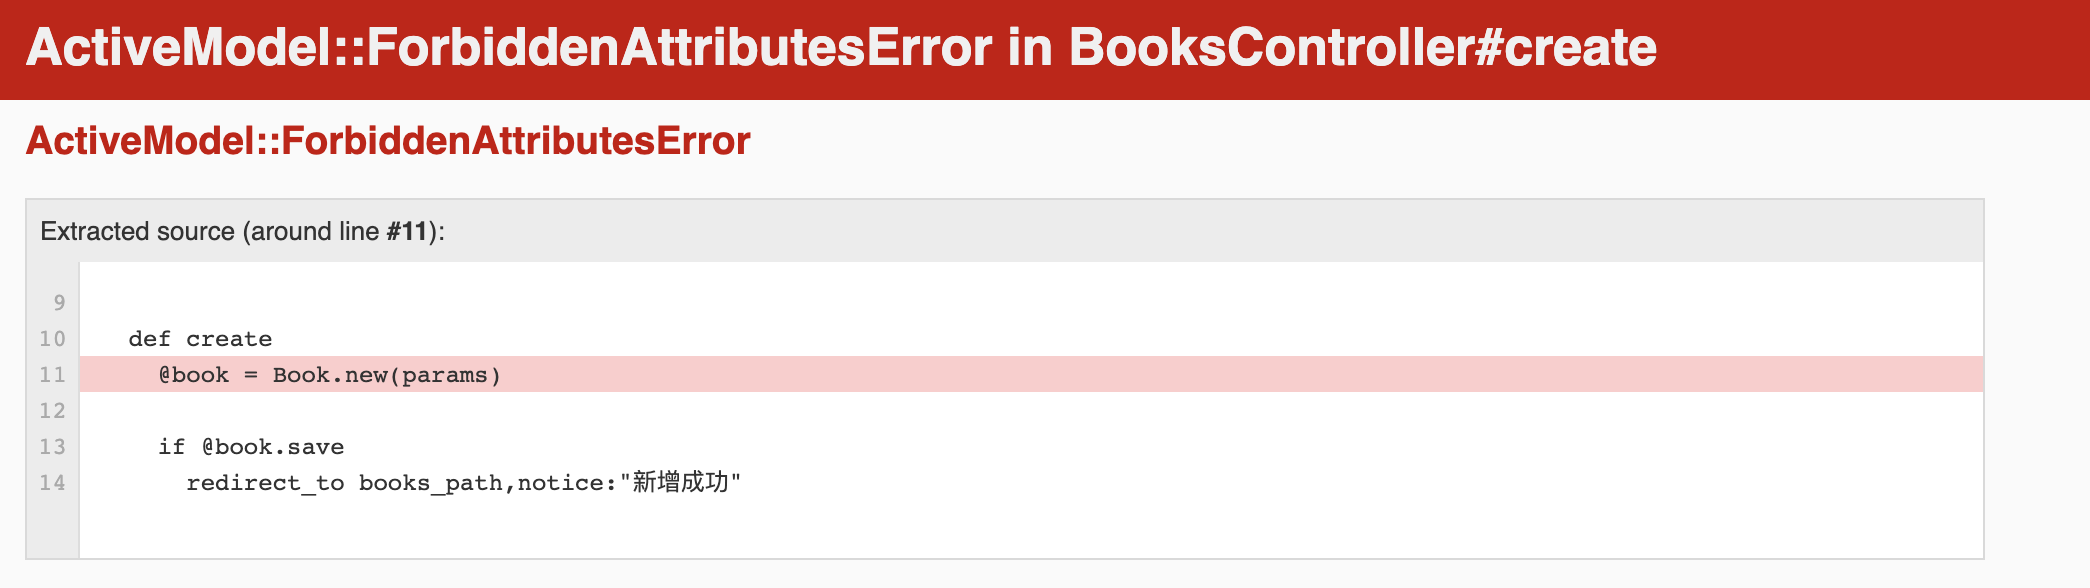 ActiveModel::ForbiddenAttributesError in BooksController#create
ActiveModel::ForbiddenAttributesError
Extracted source (around line #11):
9
10 def create
11 @book = Book.new(params)
12
13 if @book.save
14 redirect_to books_path,notice:"新增成功"